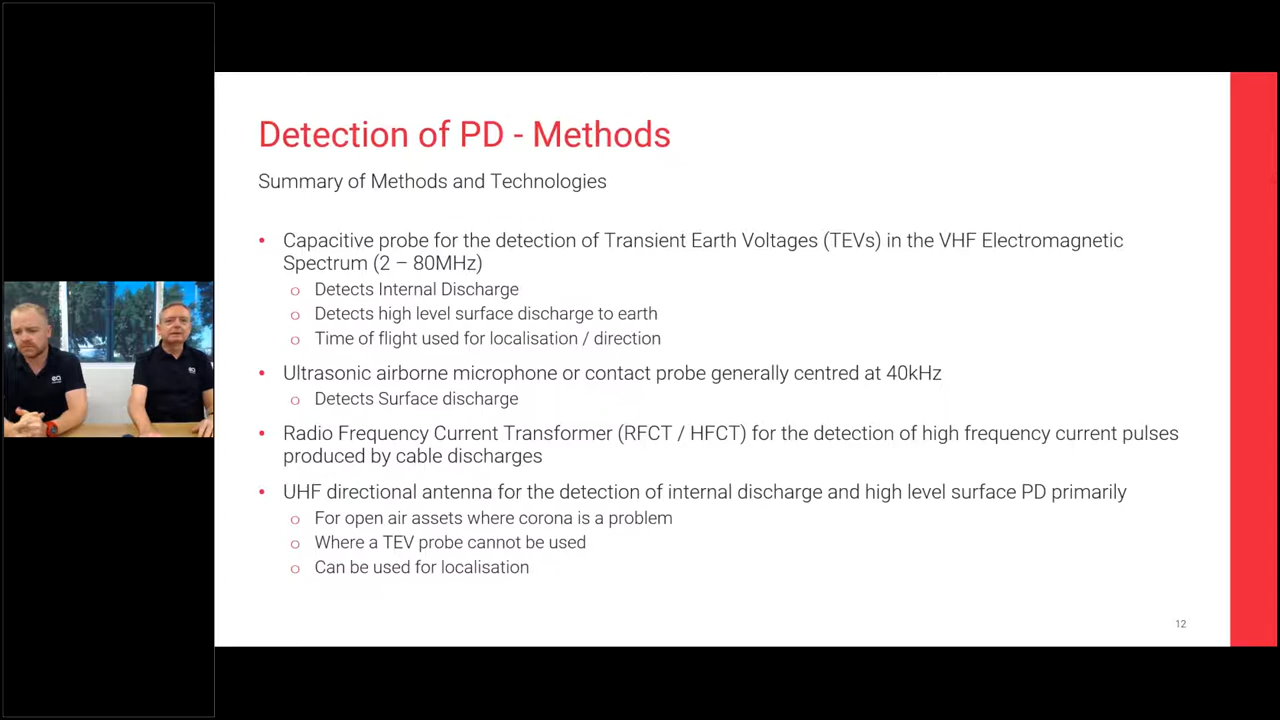 Detection of PD - Methods
Summary of Methods and Technologies
• Capacitive probe for the detection of Transient Earth Voltages (TEVs) in the VHF Electromagnetic
Spectrum (2 – 80MHz)
o Detects Internal Discharge
o Detects high level surface discharge to earth
o Time of flight used for localisation / direction
• Ultrasonic airborne microphone or contact probe generally centred at 40kHz
o Detects Surface discharge
• Radio Frequency Current Transformer (RFCT / HFCT) for the detection of high frequency current pulses
produced by cable discharges
• UHF directional antenna for the detection of internal discharge and high level surface PD primarily
o For open air assets where corona is a problem
o Where a TEV probe cannot be used
o Can be used for localisation
12